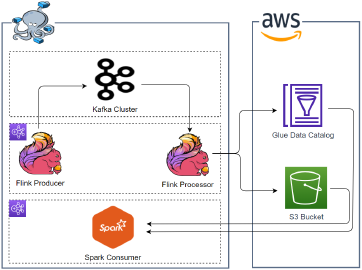 aws
Kafka Cluster
Glue Data Catalog
Flink Producer
Flink Processor
S3 Bucket
Spark
Spark Consumer